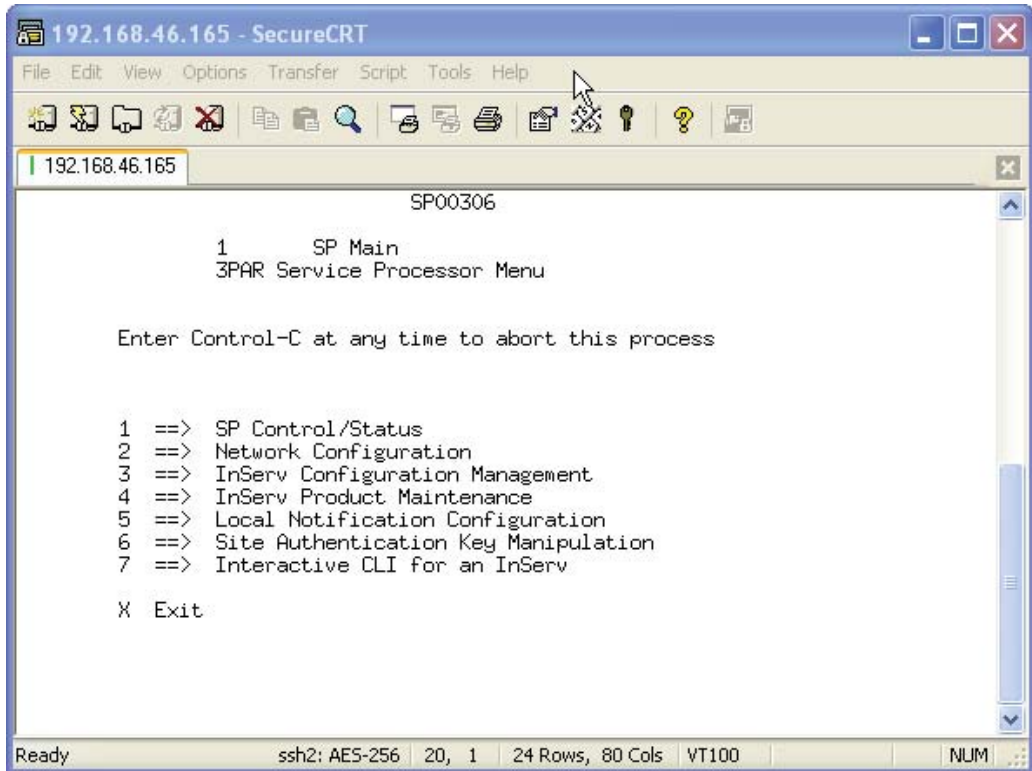 192.168.46.165 - SecureCRT
File Edit View Options Transfer Script Tools Help
192.168.46.165
SP00306
1 SP Main
3PAR Service Processor Menu
Enter Control-C at any time to abort this process
1 ==> SP Control/Status
2 ==> Network Configuration
3 ==> InServ Configuration Management
4 ==> InServ Product Maintenance
5 ==> Local Notification Configuration
6 ==> Site Authentication Key Manipulation
7 ==> Interactive CLI for an InServ
X Exit
Ready ssh2: AES-256 20, 1 24 Rows, 80 Cols VT100 NUM